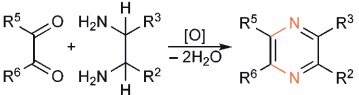 R⁵ O H R³ [O] R⁵ N R³
+ H₂N
H₂N
R⁶ O H R² – 2H₂O R⁶ N R²